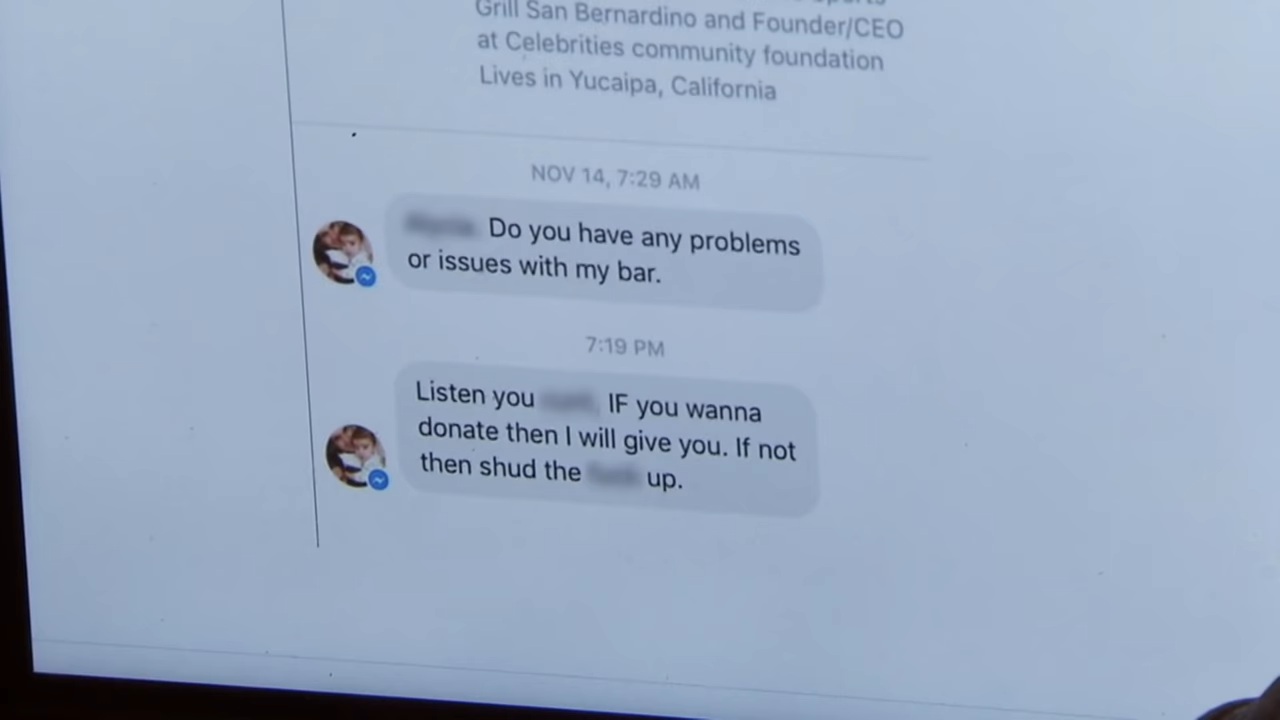 Grill San Bernardino and Founder/CEO
at Celebrities community foundation
Lives in Yucaipa, California
NOV 14, 7:29 AM
Do you have any problems
or issues with my bar.
7:19 PM
Listen you IF you wanna
donate then I will give you. If not
then shud the up.